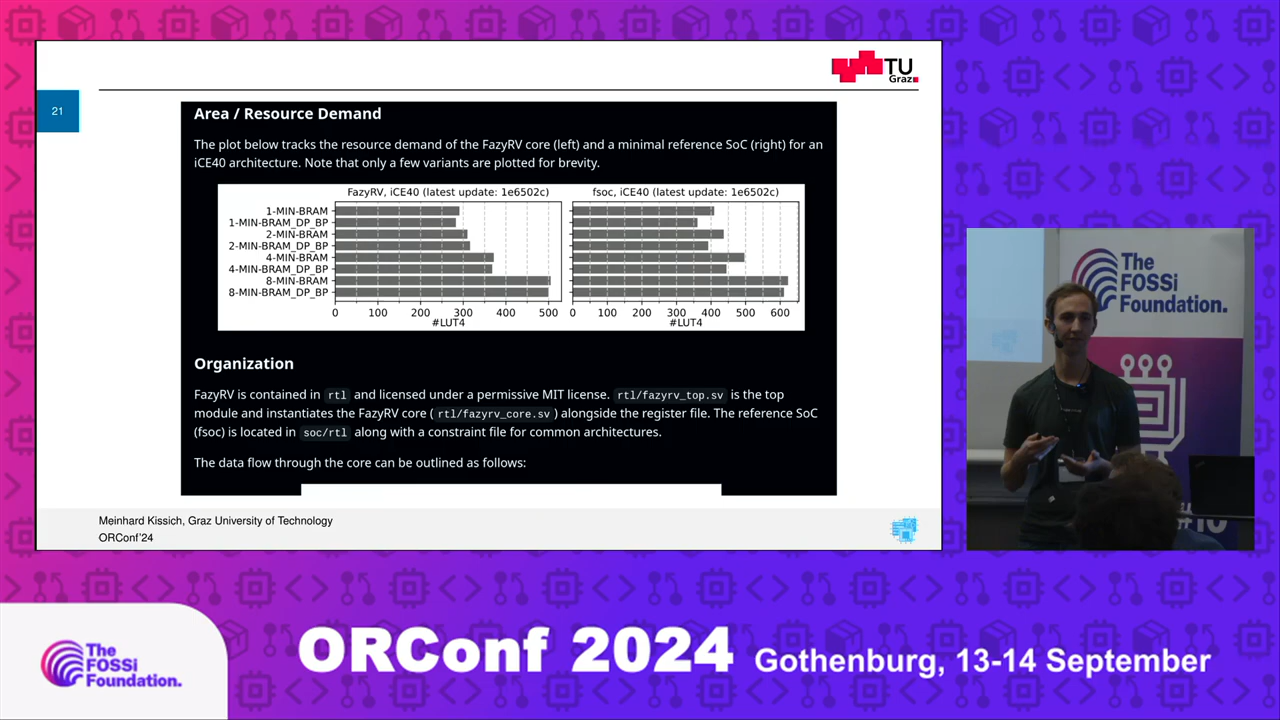 TU
Graz
21
Area / Resource Demand
The plot below tracks the resource demand of the FazyRV core (left) and a minimal reference SoC (right) for an
iCE40 architecture. Note that only a few variants are plotted for brevity.
FazyRV, iCE40 (latest update: 1e6502c)
fsoc, iCE40 (latest update: 1e6502c)
1-MIN-BRAM
1-MIN-BRAM_DP_BP
2-MIN-BRAM
2-MIN-BRAM_DP_BP
4-MIN-BRAM
4-MIN-BRAM_DP_BP
8-MIN-BRAM
8-MIN-BRAM_DP_BP
0 100 200 300 400 500
0 100 200 300 400 500 600
#LUT4
#LUT4
Organization
FazyRV is contained in rtl and licensed under a permissive MIT license. rtl/fazyrv_top.sv is the top
module and instantiates the FazyRV core ( rtl/fazyrv_core.sv ) alongside the register file. The reference SoC
(fsoc) is located in soc/rtl along with a constraint file for common architectures.
The data flow through the core can be outlined as follows:
Meinhard Kissich, Graz University of Technology
ORConf'24
The
FOSSi
Foundation.
The
FOSSi
Foundation.
ORConf 2024 Gothenburg, 13-14 September